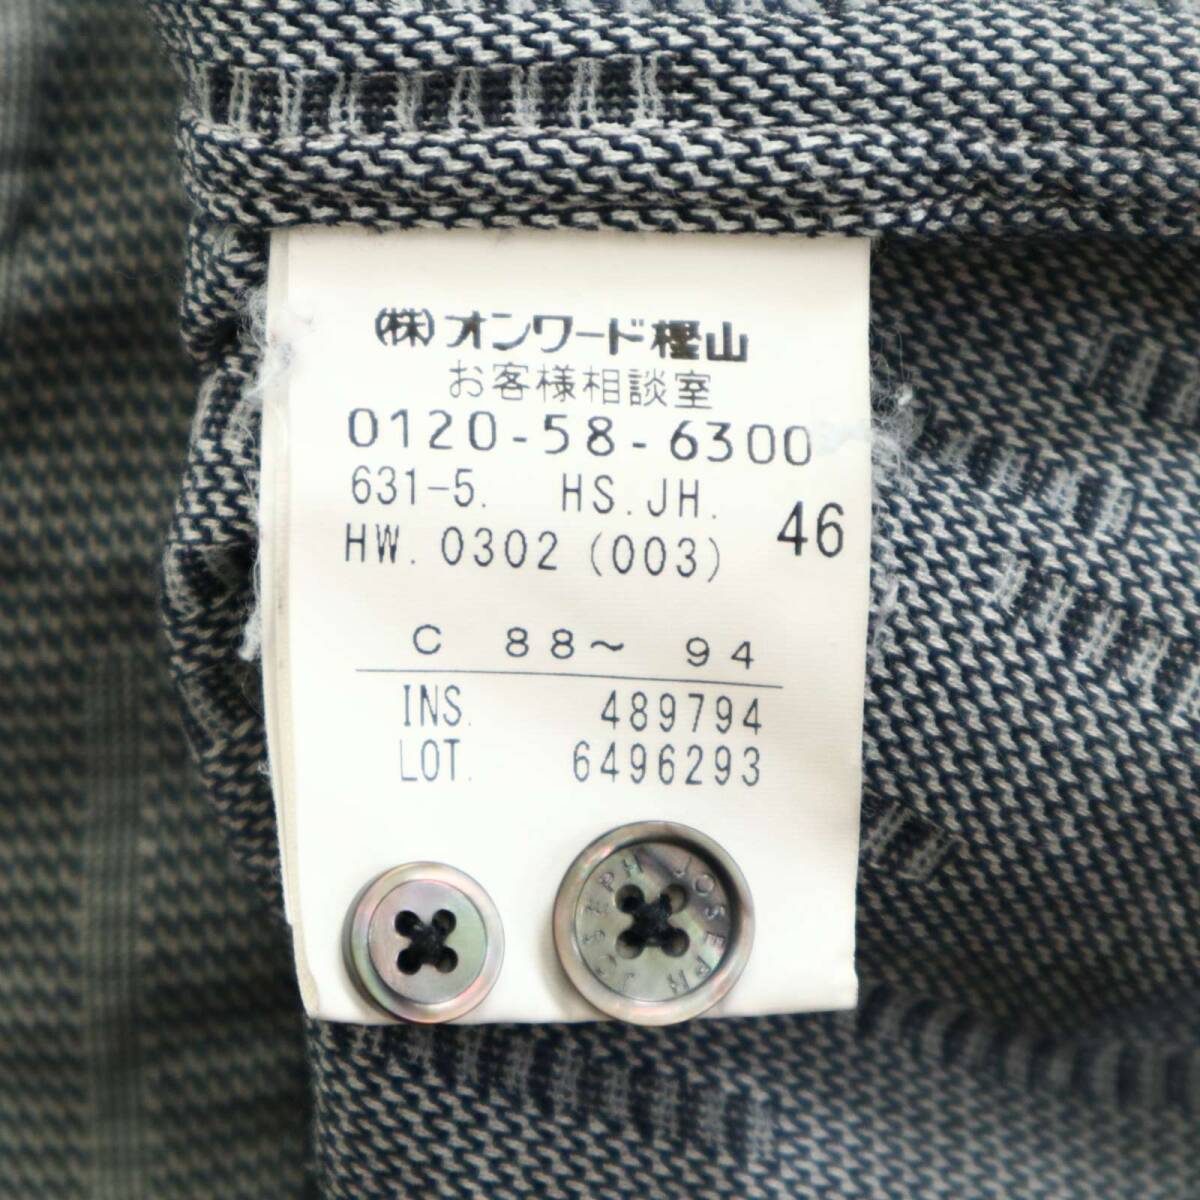 (株)オンワード樫山
お客様相談室
0120-58-6300
631-5. HS.JH.
46
HW. 0302 (003)
C 88～ 94
INS. 489794
LOT. 6496293
JOSEPH JOSEPH